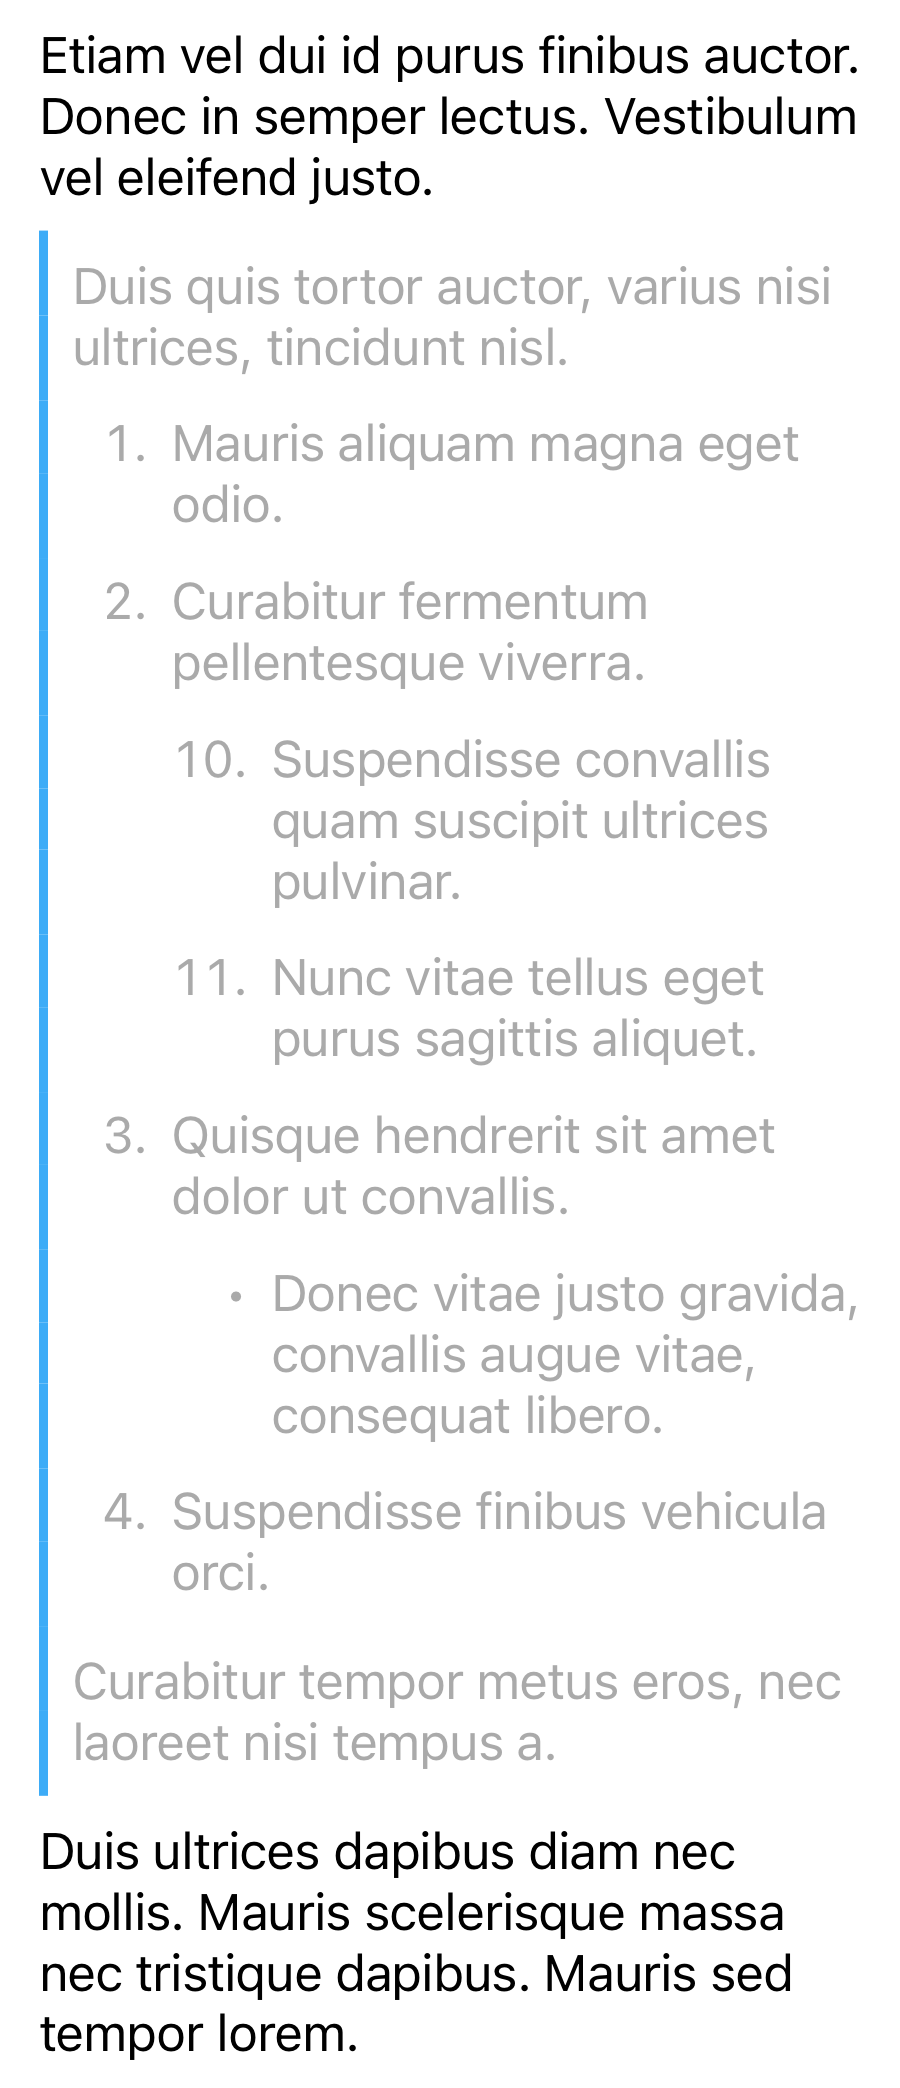 Etiam vel dui id purus finibus auctor.
Donec in semper lectus. Vestibulum
vel eleifend justo.
Duis quis tortor auctor, varius nisi
ultrices, tincidunt nisl.
1. Mauris aliquam magna eget
odio.
2. Curabitur fermentum
pellentesque viverra.
10. Suspendisse convallis
quam suscipit ultrices
pulvinar.
11. Nunc vitae tellus eget
purus sagittis aliquet.
3. Quisque hendrerit sit amet
dolor ut convallis.
• Donec vitae justo gravida,
convallis augue vitae,
consequat libero.
4. Suspendisse finibus vehicula
orci.
Curabitur tempor metus eros, nec
laoreet nisi tempus a.
Duis ultrices dapibus diam nec
mollis. Mauris scelerisque massa
nec tristique dapibus. Mauris sed
tempor lorem.